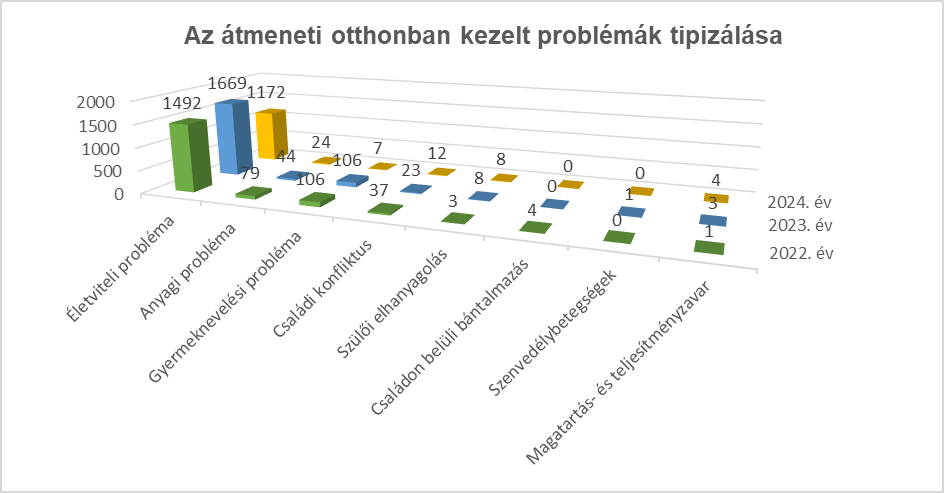 Az átmeneti otthonban kezelt problémák tipizálása
2000
1500
1000
500
0
1492
1669
1172
79
44
24
106
106
7
37
23
12
3
8
8
4
0
0
0
1
0
1
3
4
2024. év
2023. év
2022. év
Életviteli probléma
Anyagi probléma
Gyermeknevelési probléma
Családi konfliktus
Szülői elhanyagolás
Családon belüli bántalmazás
Szenvedélybetegségek
Magatartás- és teljesítményzavar